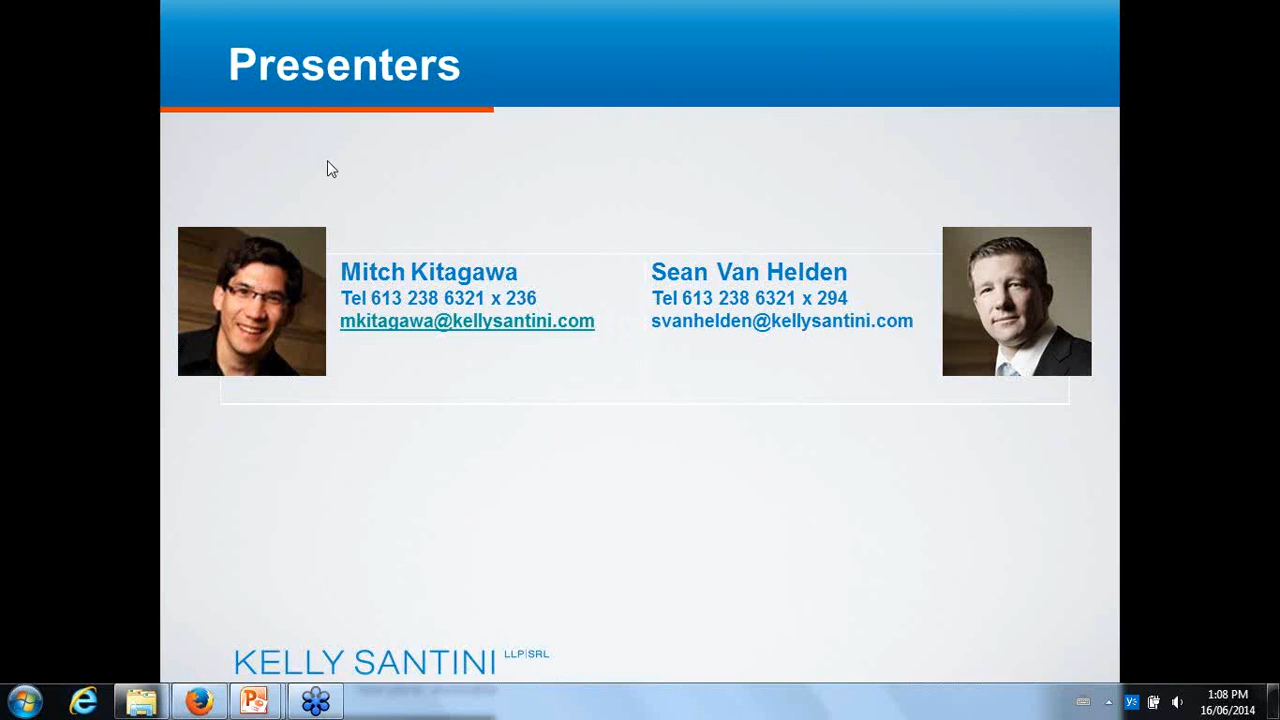 Presenters
Mitch Kitagawa
Tel 613 238 6321 x 236
mkitagawa@kellysantini.com
Sean Van Helden
Tel 613 238 6321 x 294
svanhelden@kellysantini.com
KELLY SANTINI LLP|SRL
1:08 PM
16/06/2014